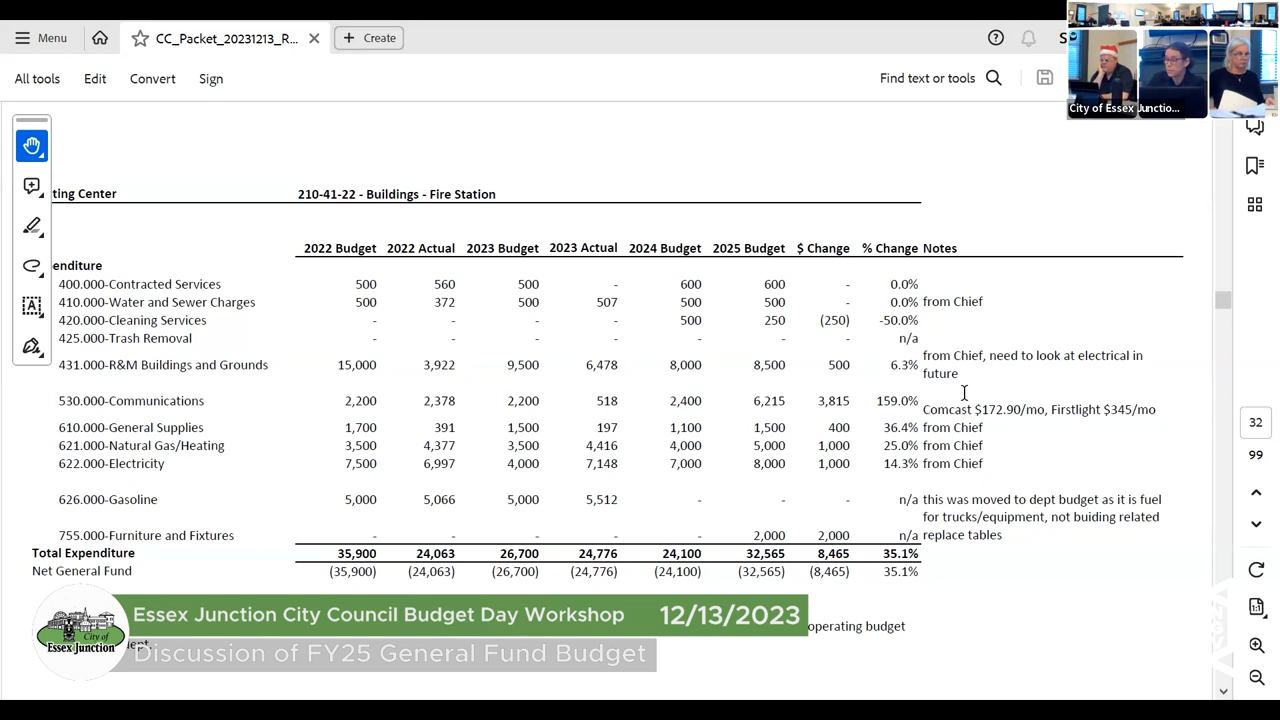 Menu
CC_Packet_20231213_R...
Create
All tools Edit Convert Sign
Find text or tools
City of Essex Junctio...
ting Center 210-41-22 - Buildings - Fire Station
2022 Budget 2022 Actual 2023 Budget 2023 Actual 2024 Budget 2025 Budget $ Change % Change Notes
enditure
400.000-Contracted Services 500 560 500 - 600 600 - 0.0%
410.000-Water and Sewer Charges 500 372 500 507 500 500 - 0.0% from Chief
420.000-Cleaning Services - - - - 500 250 (250) -50.0%
425.000-Trash Removal - - - - - - - n/a
from Chief, need to look at electrical in
431.000-R&M Buildings and Grounds 15,000 3,922 9,500 6,478 8,000 8,500 500 6.3%
future
530.000-Communications 2,200 2,378 2,200 518 2,400 6,215 3,815 159.0%
Comcast $172.90/mo, Firstlight $345/mo
610.000-General Supplies 1,700 391 1,500 197 1,100 1,500 400 36.4% from Chief
621.000-Natural Gas/Heating 3,500 4,377 3,500 4,416 4,000 5,000 1,000 25.0% from Chief
622.000-Electricity 7,500 6,997 4,000 7,148 7,000 8,000 1,000 14.3% from Chief
626.000-Gasoline 5,000 5,066 5,000 5,512 - - - n/a this was moved to dept budget as it is fuel
for trucks/equipment, not buiding related
755.000-Furniture and Fixtures - - - - - 2,000 2,000 n/a replace tables
Total Expenditure 35,900 24,063 26,700 24,776 24,100 32,565 8,465 35.1%
Net General Fund (35,900) (24,063) (26,700) (24,776) (24,100) (32,565) (8,465) 35.1%
32
99
1:1
City of
Essex Junction
Essex Junction City Council Budget Day Workshop 12/13/2023
operating budget
Discussion of FY25 General Fund Budget